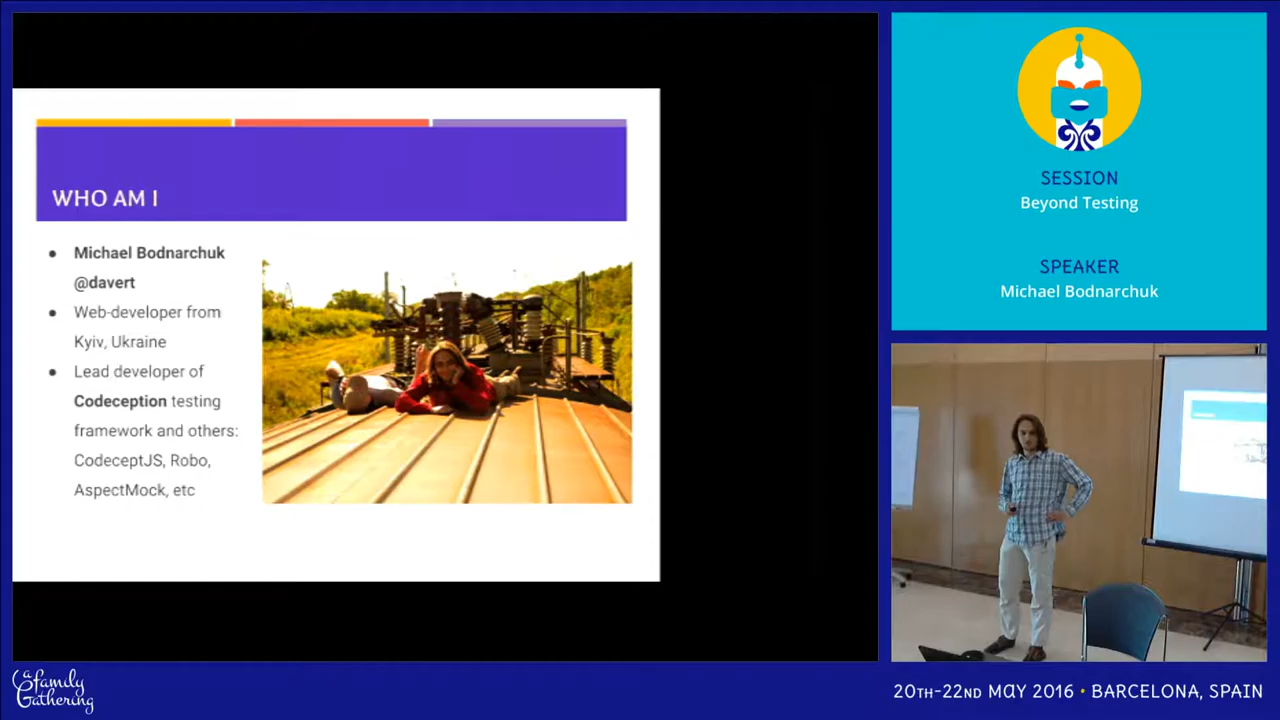 WHO AM I
Michael Bodnarchuk
@davert
Web-developer from
Kyiv, Ukraine
Lead developer of
Codeception testing
framework and others:
CodeceptJS, Robo,
AspectMock, etc
SESSION
Beyond Testing
SPEAKER
Michael Bodnarchuk
a family
Gathering
20TH-22ND MAY 2016 • BARCELONA, SPAIN